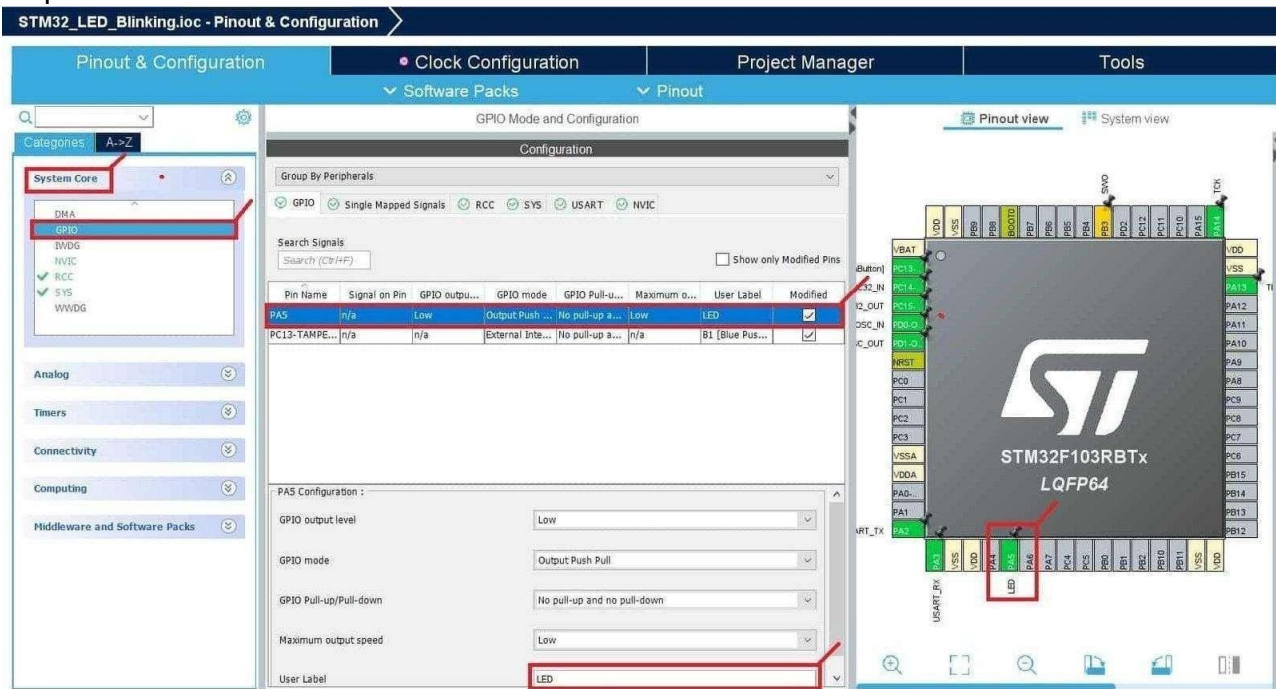 STM32_LED_Blinking.ioc - Pinout & Configuration
Pinout & Configuration
Clock Configuration
Project Manager
Tools
Software Packs
Pinout
Categories A->Z
System Core
DMA
GPIO
IWDG
NVIC
RCC
SYS
WWDG
Analog
Timers
Connectivity
Computing
Middleware and Software Packs
GPIO Mode and Configuration
Configuration
Group By Peripherals
GPIO Single Mapped Signals RCC SYS USART NVIC
Search Signals
Search (Ctrl+F) Show only Modified Pins
Pin Name Signal on Pin GPIO outpu... GPIO mode GPIO Pull-u... Maximum o... User Label Modified
PA5 n/a Low Output Push ... No pull-up a... Low LED
PC13-TAMPE... n/a n/a External Inte... No pull-up a... n/a B1 [Blue Pus...
PA5 Configuration :
GPIO output level Low
GPIO mode Output Push Pull
GPIO Pull-up/Pull-down No pull-up and no pull-down
Maximum output speed Low
User Label LED
Pinout view System view
SWO
TCK
VDD VSS PB9 PB8 BOOT0 PB7 PB6 PB5 PB4 PB3 PD2 PC12 PC11 PC10 PA15 PA14
VBAT
PC13...
PC14-
PC15-
OSC_IN PD0-O
PD1-O
NRST
PC0
PC1
PC2
PC3
VSSA
VDDA
PA0-..
PA1
PA2
ST
STM32F103RBTx
LQFP64
VDD
VSS
PA13
PA12
PA11
PA10
PA9
PA8
PC9
PC8
PC7
PC6
PB15
PB14
PB13
PB12
PA3 VSS VDD PA4 PA5 PA6 PA7 PC4 PC5 PB0 PB1 PB2 PB10 PB11 VSS VDD
USART_RX
LED